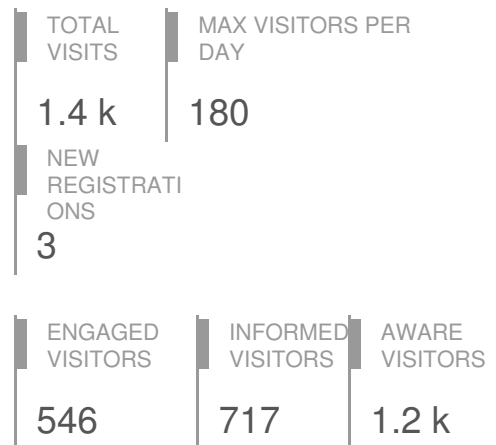 TOTAL
VISITS
1.4 k
MAX VISITORS PER
DAY
180
NEW
REGISTRATI
ONS
3
ENGAGED
VISITORS
546
INFORMED
VISITORS
717
AWARE
VISITORS
1.2 k